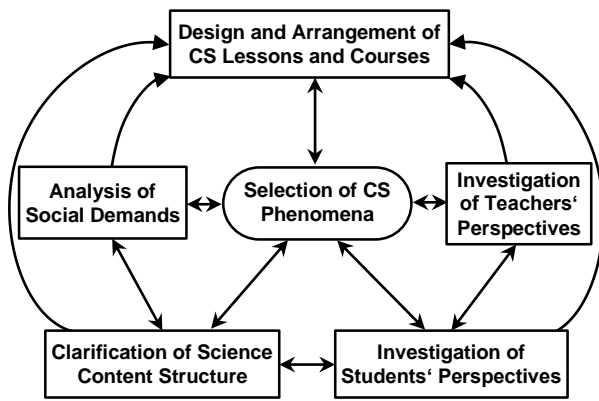 Design and Arrangement of
CS Lessons and Courses
Analysis of
Social Demands
Selection of CS
Phenomena
Investigation
of Teachers‘
Perspectives
Clarification of Science
Content Structure
Investigation of
Students‘ Perspectives